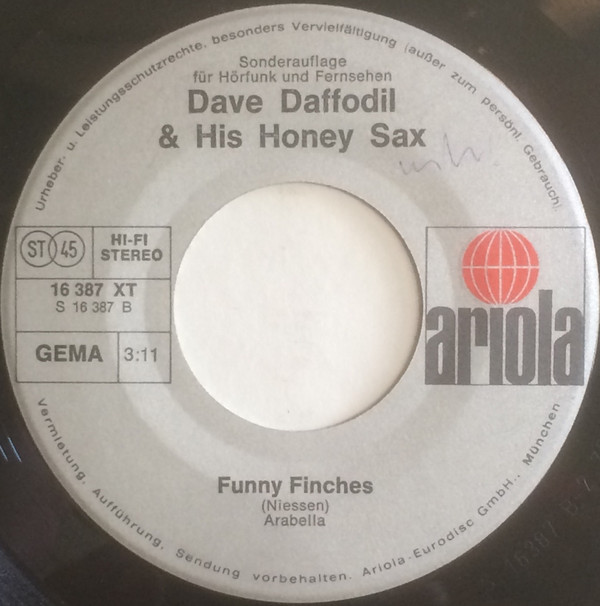 Urheber- u. Leistungsschutzrechte, besonders Vervielfältigung (außer zum persönl. Gebrauch)
Sonderauflage
für Hörfunk und Fernsehen
Dave Daffodil
& His Honey Sax
ST 45
HI-FI
STEREO
16 387 XT
S 16 387 B
GEMA 3:11
ariola
Funny Finches
(Niessen)
Arabella
Vermietung, Aufführung, Sendung vorbehalten. Ariola-Eurodisc GmbH., München